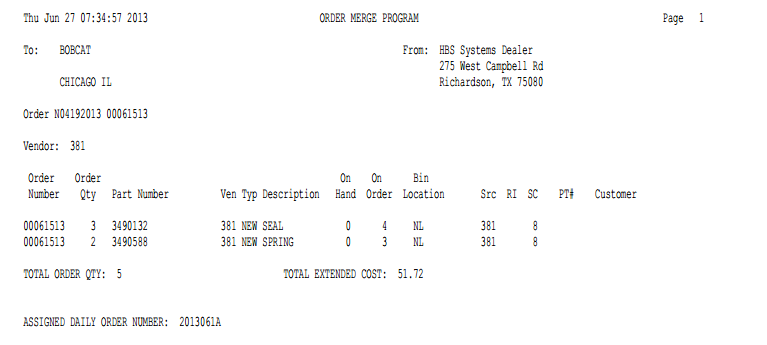 Thu Jun 27 07:34:57 2013 ORDER MERGE PROGRAM Page 1
To: BOBCAT From: HBS Systems Dealer
275 West Campbell Rd
CHICAGO IL Richardson, TX 75080
Order N04192013 00061513
Vendor: 381
Order Order On On Bin
Number Qty Part Number Ven Typ Description Hand Order Location Src RI SC PT# Customer
00061513 3 3490132 381 NEW SEAL 0 4 NL 381 8
00061513 2 3490588 381 NEW SPRING 0 3 NL 381 8
TOTAL ORDER QTY: 5 TOTAL EXTENDED COST: 51.72
ASSIGNED DAILY ORDER NUMBER: 2013061A